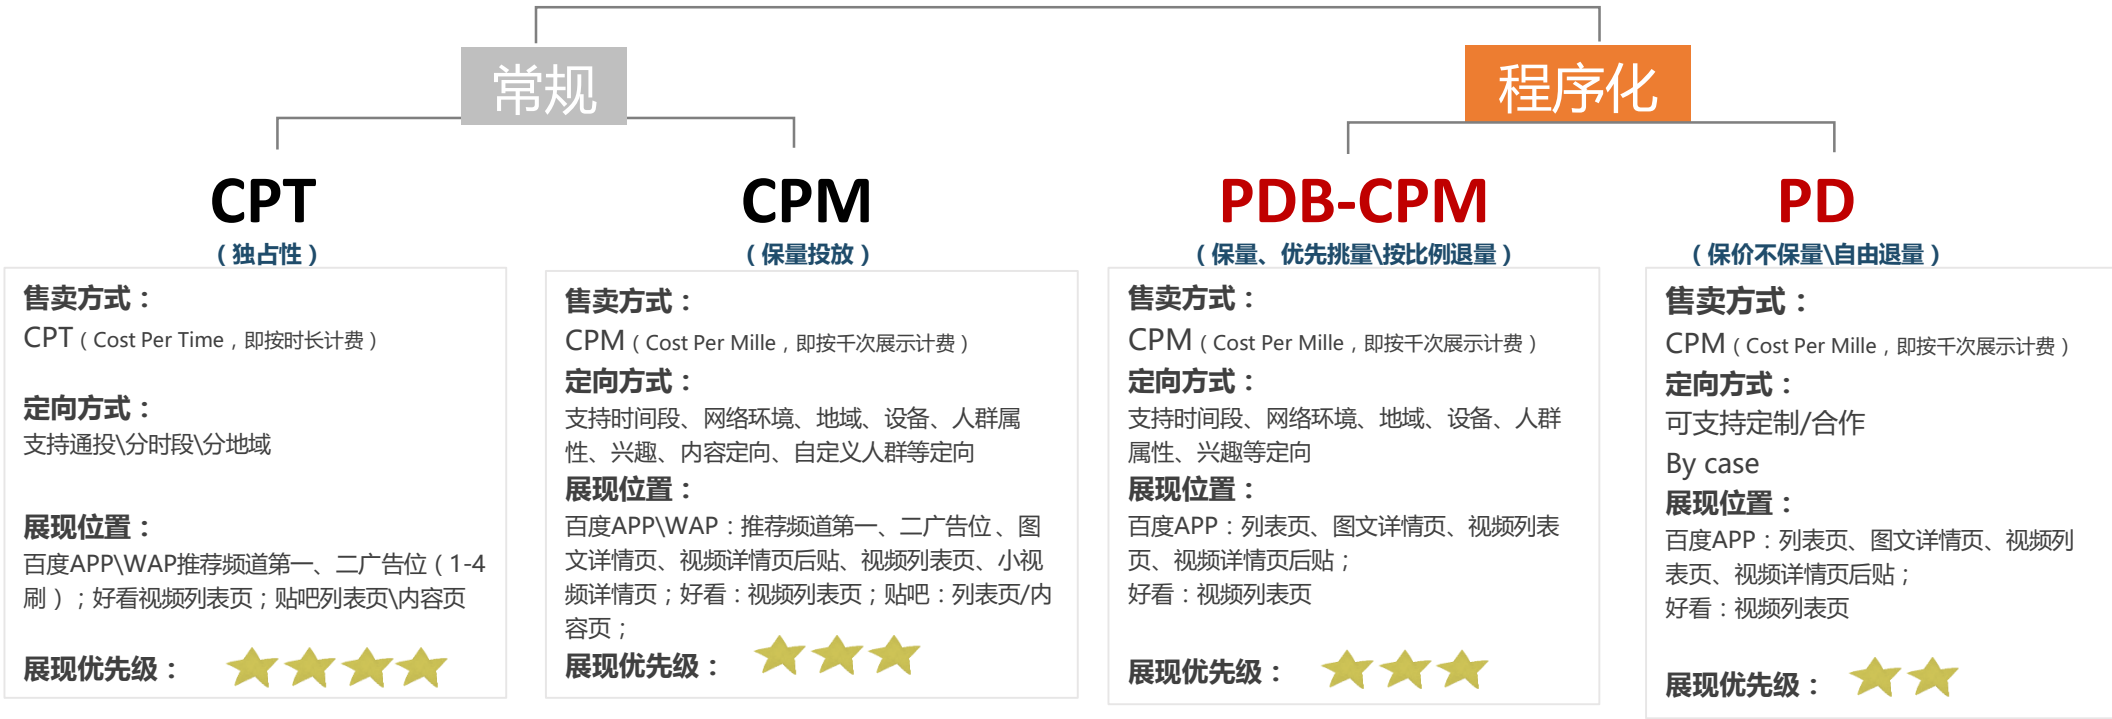 常规
程序化
CPT
（独占性）
售卖方式：
CPT（Cost Per Time，即按时长计费）
定向方式：
支持通投\分时段\分地域
展现位置：
百度APP\WAP推荐频道第一、二广告位（1-4
刷）；好看视频列表页；贴吧列表页\内容页
展现优先级：
CPM
（保量投放）
售卖方式：
CPM（Cost Per Mille，即按千次展示计费）
定向方式：
支持时间段、网络环境、地域、设备、人群属
性、兴趣、内容定向、自定义人群等定向
展现位置：
百度APP\WAP：推荐频道第一、二广告位、图
文详情页、视频详情页后贴、视频列表页、小视
频详情页；好看：视频列表页；贴吧：列表页/内
容页；
展现优先级：
PDB-CPM
（保量、优先挑量\按比例退量）
售卖方式：
CPM（Cost Per Mille，即按千次展示计费）
定向方式：
支持时间段、网络环境、地域、设备、人群
属性、兴趣等定向
展现位置：
百度APP：列表页、图文详情页、视频列表
页、视频详情页后贴；
好看：视频列表页
展现优先级：
PD
（保价不保量\自由退量）
售卖方式：
CPM（Cost Per Mille，即按千次展示计费）
定向方式：
可支持定制/合作
By case
展现位置：
百度APP：列表页、图文详情页、视频列
表页、视频详情页后贴；
好看：视频列表页
展现优先级：